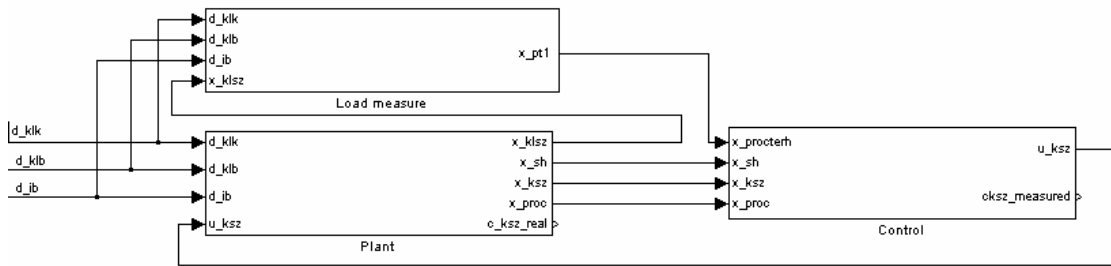 d_klk
d_klb
d_ib
x_klsz
x_pt1
Load measure
d_klk
d_klb
d_ib
d_klk
d_klb
d_ib
u_ksz
x_klsz
x_sh
x_ksz
x_proc
c_ksz_real
Plant
x_procterh
x_sh
x_ksz
x_proc
u_ksz
cksz_measured
Control